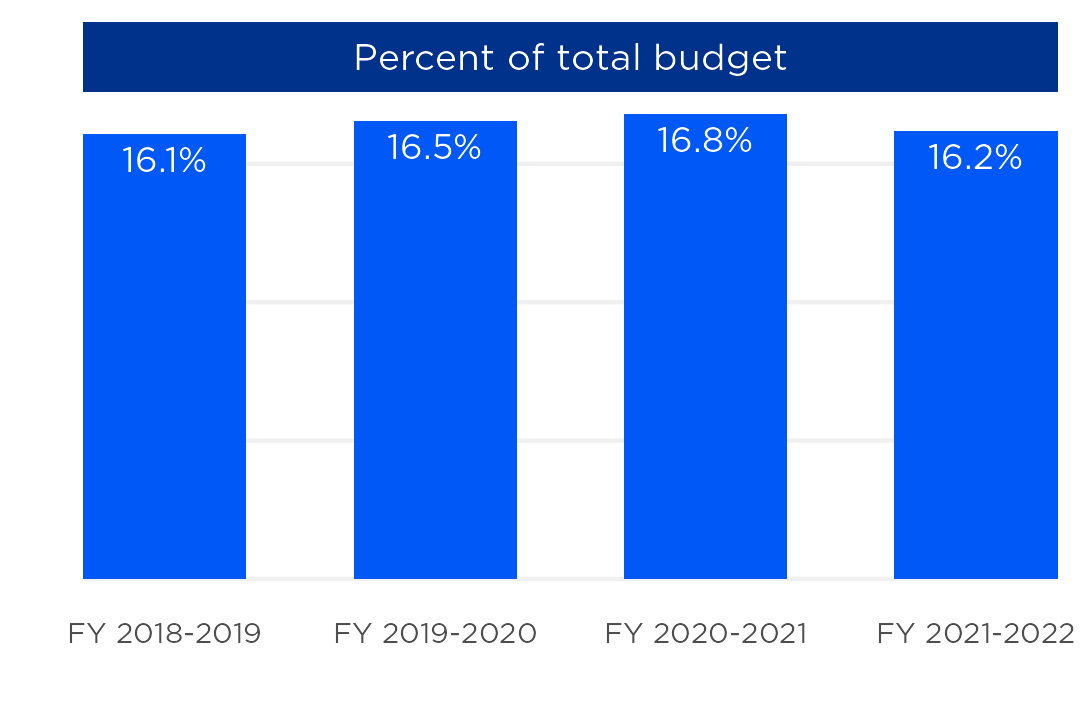 Percent of total budget
16.1%
16.5%
16.8%
16.2%
FY 2018-2019
FY 2019-2020
FY 2020-2021
FY 2021-2022